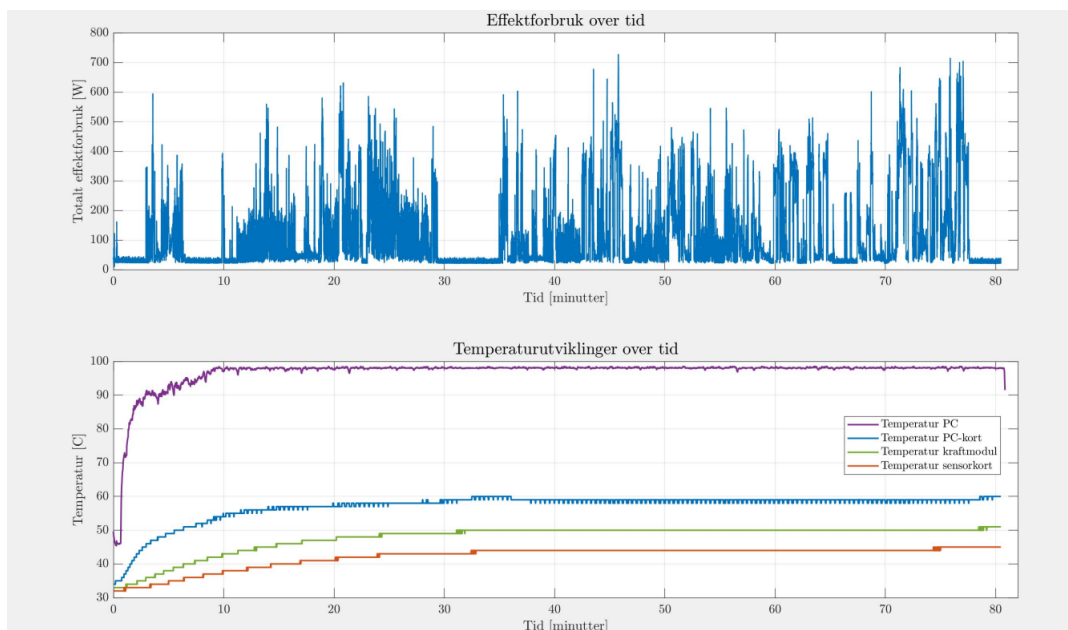 Effektforbruk over tid
800
700
600
500
400
300
200
100
0
Totalt effektforbruk [W]
0 10 20 30 40 50 60 70 80
Tid [minutter]
Temperaturutviklinger over tid
100
90
80
70
60
50
40
30
Temperatur [C]
Temperatur PC
Temperatur PC-kort
Temperatur kraftmodul
Temperatur sensorkort
0 10 20 30 40 50 60 70 80
Tid [minutter]